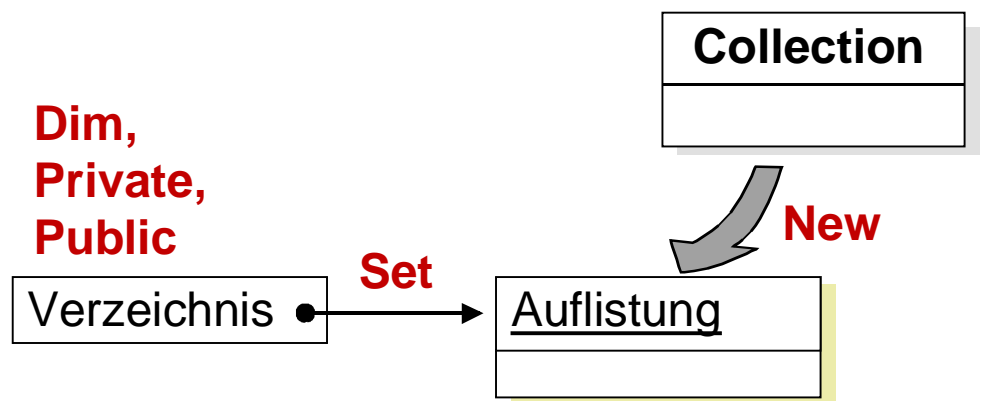 Collection
Dim,
Private,
Public
New
Set
Verzeichnis
Auflistung